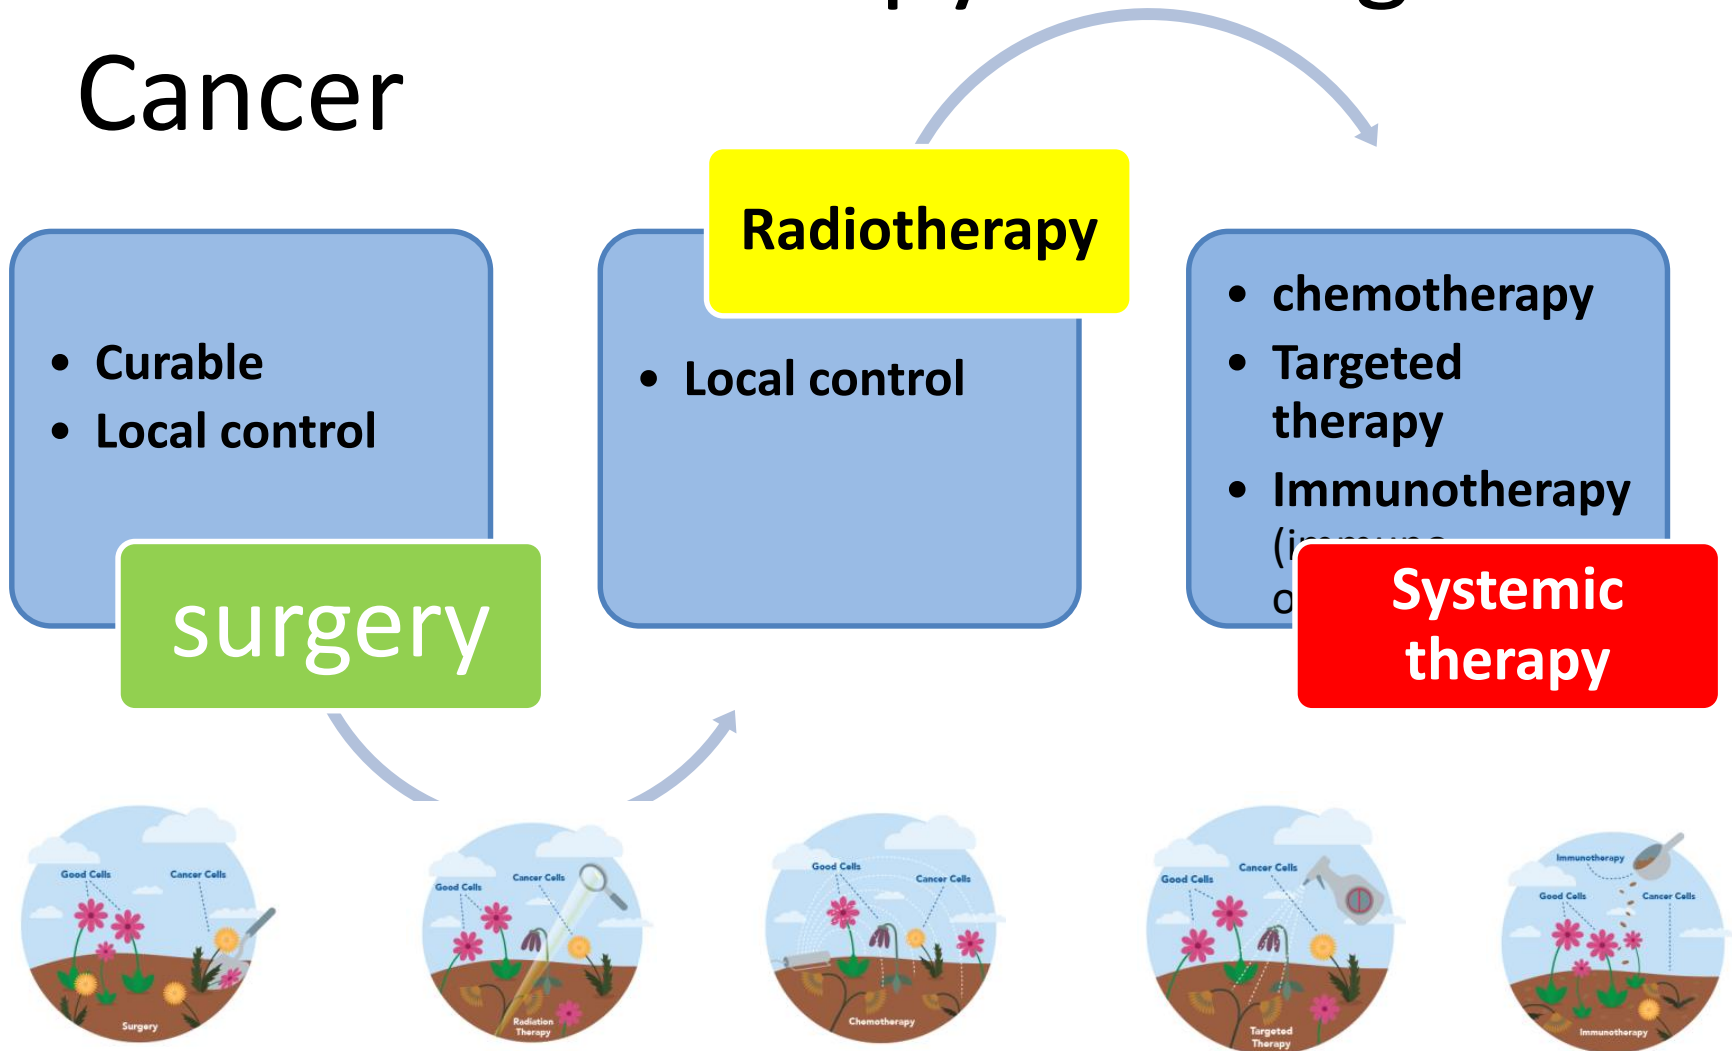 Cancer
Radiotherapy
• Curable
• Local control
surgery
• Local control
• chemotherapy
• Targeted
therapy
• Immunotherapy
Systemic
therapy
Good Cells
Cancer Cells
Surgery
Good Cells
Cancer Cells
Radiation
Therapy
Good Cells
Cancer Cells
Chemotherapy
Good Cells
Cancer Cells
Targeted
Therapy
Immunotherapy
Good Cells
Cancer Cells
Immunotherapy